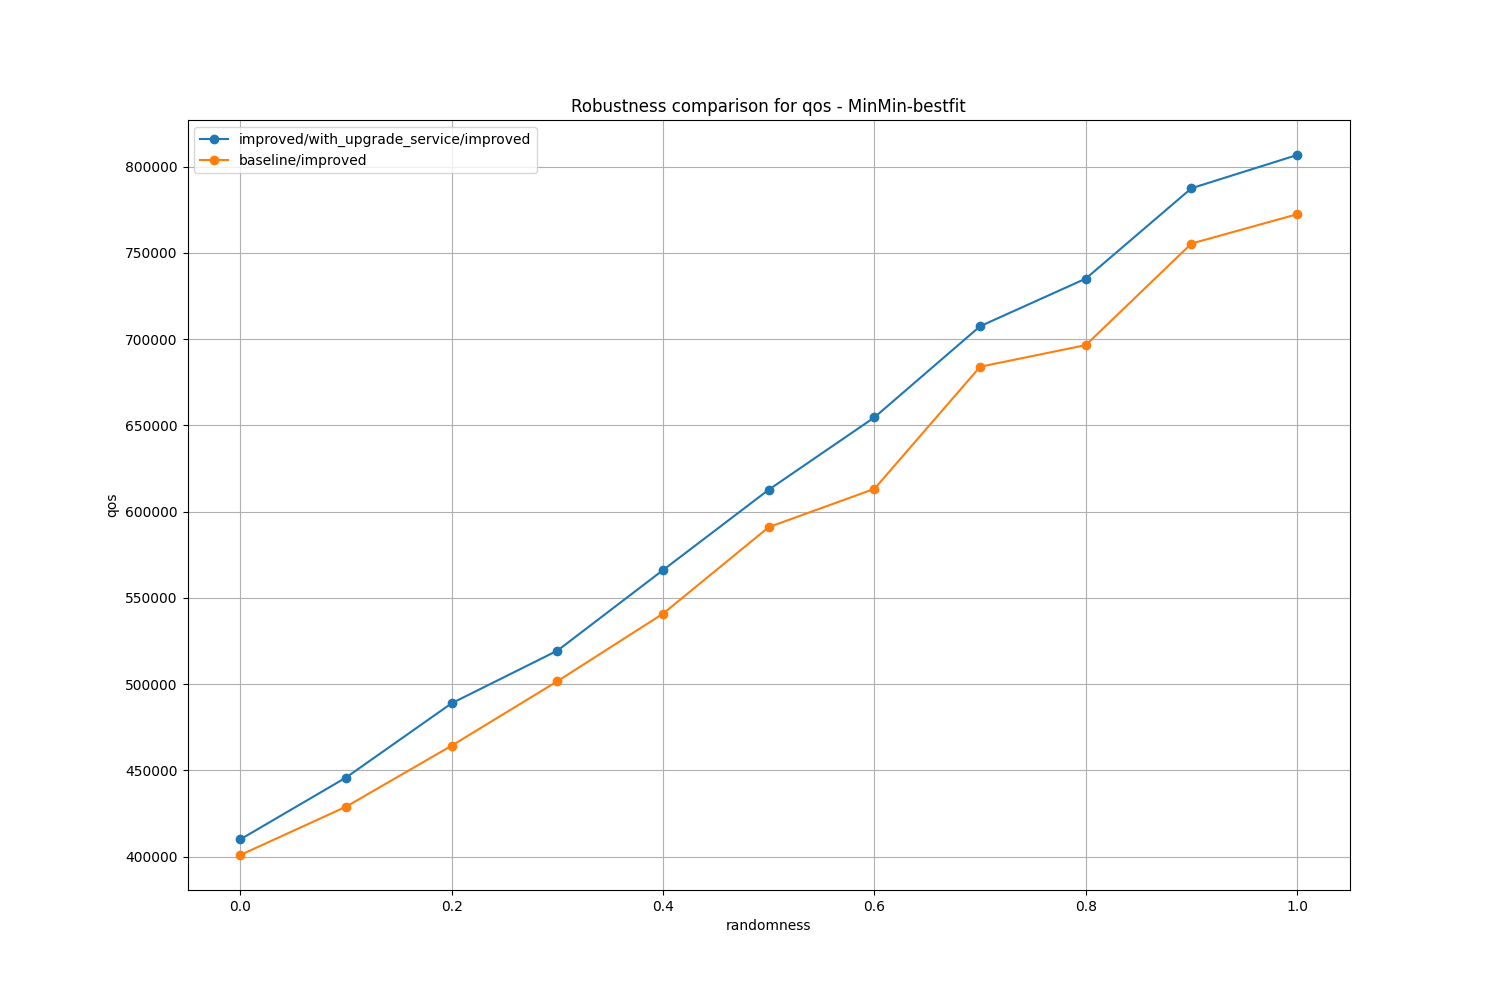 Robustness comparison for qos - MinMin-bestfit
improved/with_upgrade_service/improved
baseline/improved
800000
750000
700000
650000
600000
550000
500000
450000
400000
qos
0.0 0.2 0.4 0.6 0.8 1.0
randomness